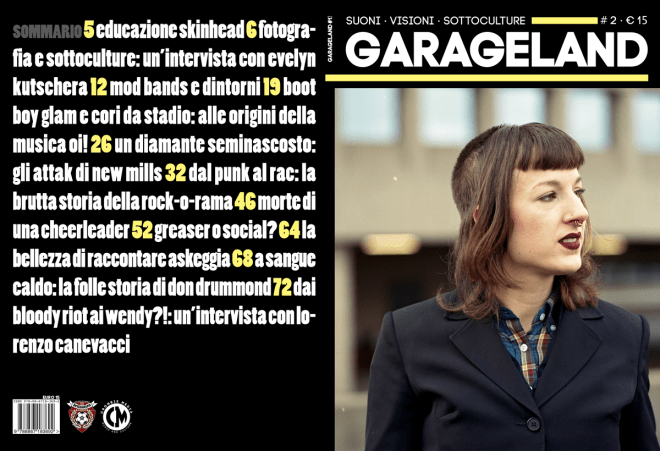 SOMMARIO 5 educazione skinhead 6 fotogra-
fia e sottoculture: un'intervista con evelyn
kutschera 12 mod bands e dintorni 19 boot
boy glam e cori da stadio: alle origini della
musica oi! 26 un diamante seminascosto:
gli attak di new mills 32 dal punk al rac: la
brutta storia della rock-o-rama 46 morte di
una cheerleader 52 greaser o social? 64 la
bellezza di raccontare askeggia 68 a sangue
caldo: la folle storia di don drummond 72 dai
bloody riot ai wendy?!: un'intervista con lo-
renzo canevacci
EURO 15
CM
GARAGELAND #1
SUONI · VISIONI · SOTTOCULTURE
# 2 · € 15
GARAGELAND